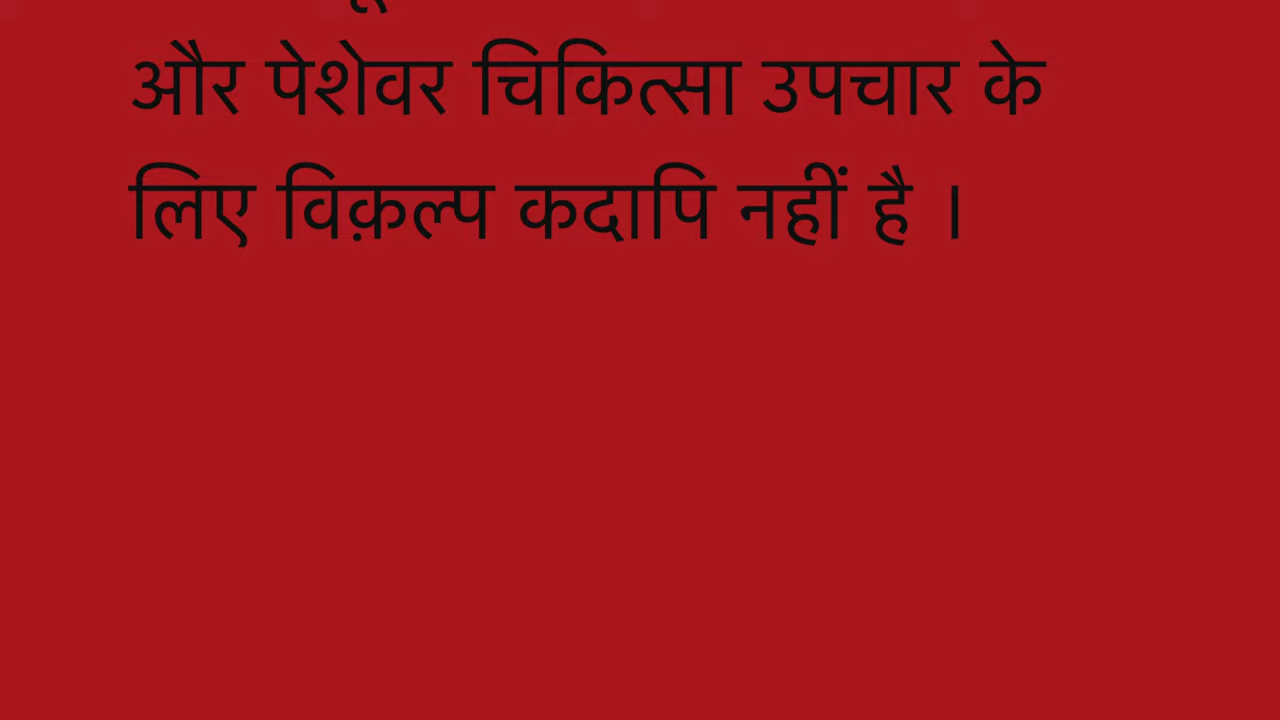 और पेशेवर चिकित्सा उपचार के
लिए विक़ल्प कदापि नहीं है ।